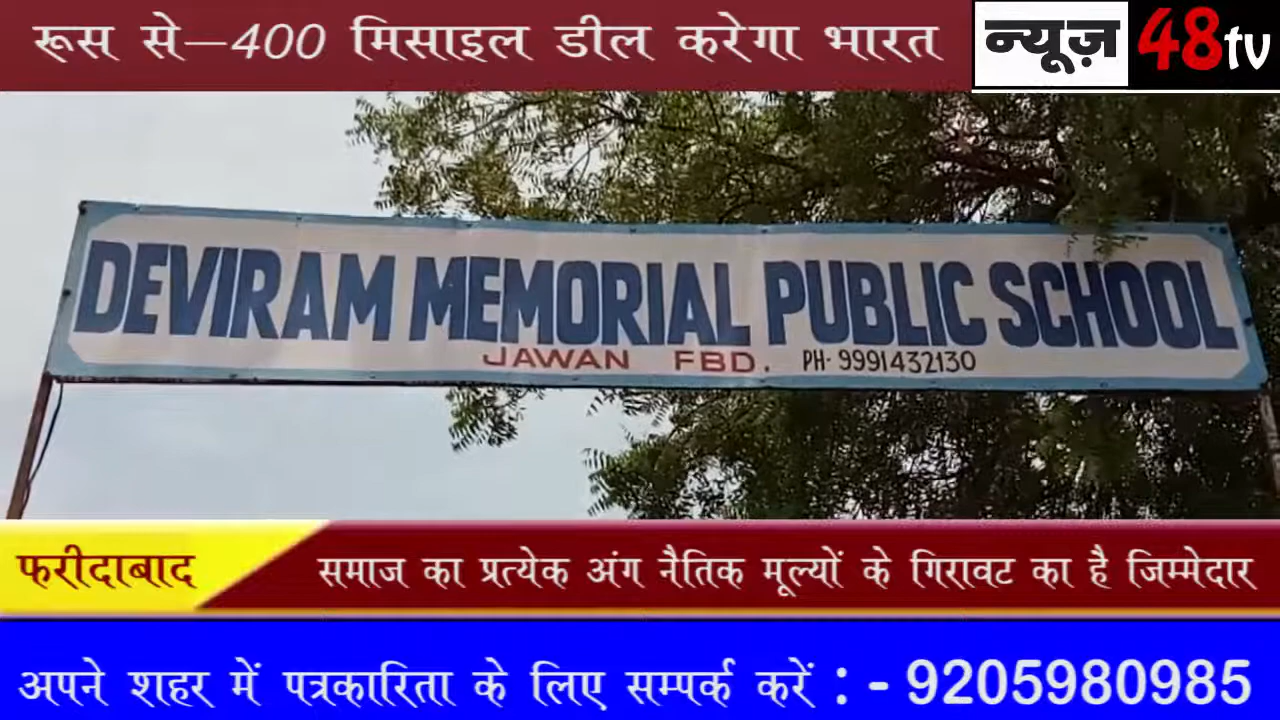 रूस से–400 मिसाइल डील करेगा भारत
न्यूज़ 48tv
DEVIRAM MEMORIAL PUBLIC SCHOOL
JAWAN FBD. PH- 9991432130
फरीदाबाद
समाज का प्रत्येक अंग नैतिक मूल्यों के गिरावट का है जिम्मेदार
अपने शहर में पत्रकारिता के लिए सम्पर्क करें : - 9205980985